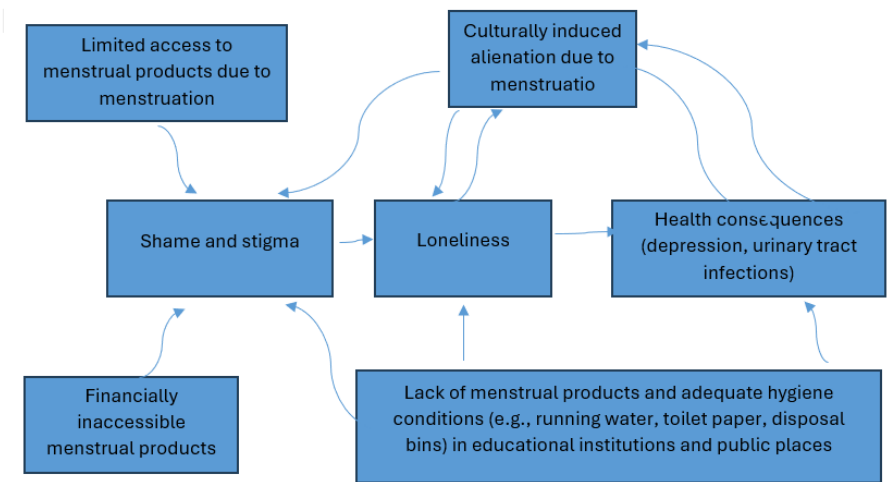 Limited access to
menstrual products due to
menstruation
Culturally induced
alienation due to
menstruatio
Shame and stigma
Loneliness
Health consequences
(depression, urinary tract
infections)
Financially
inaccessible
menstrual products
Lack of menstrual products and adequate hygiene
conditions (e.g., running water, toilet paper, disposal
bins) in educational institutions and public places